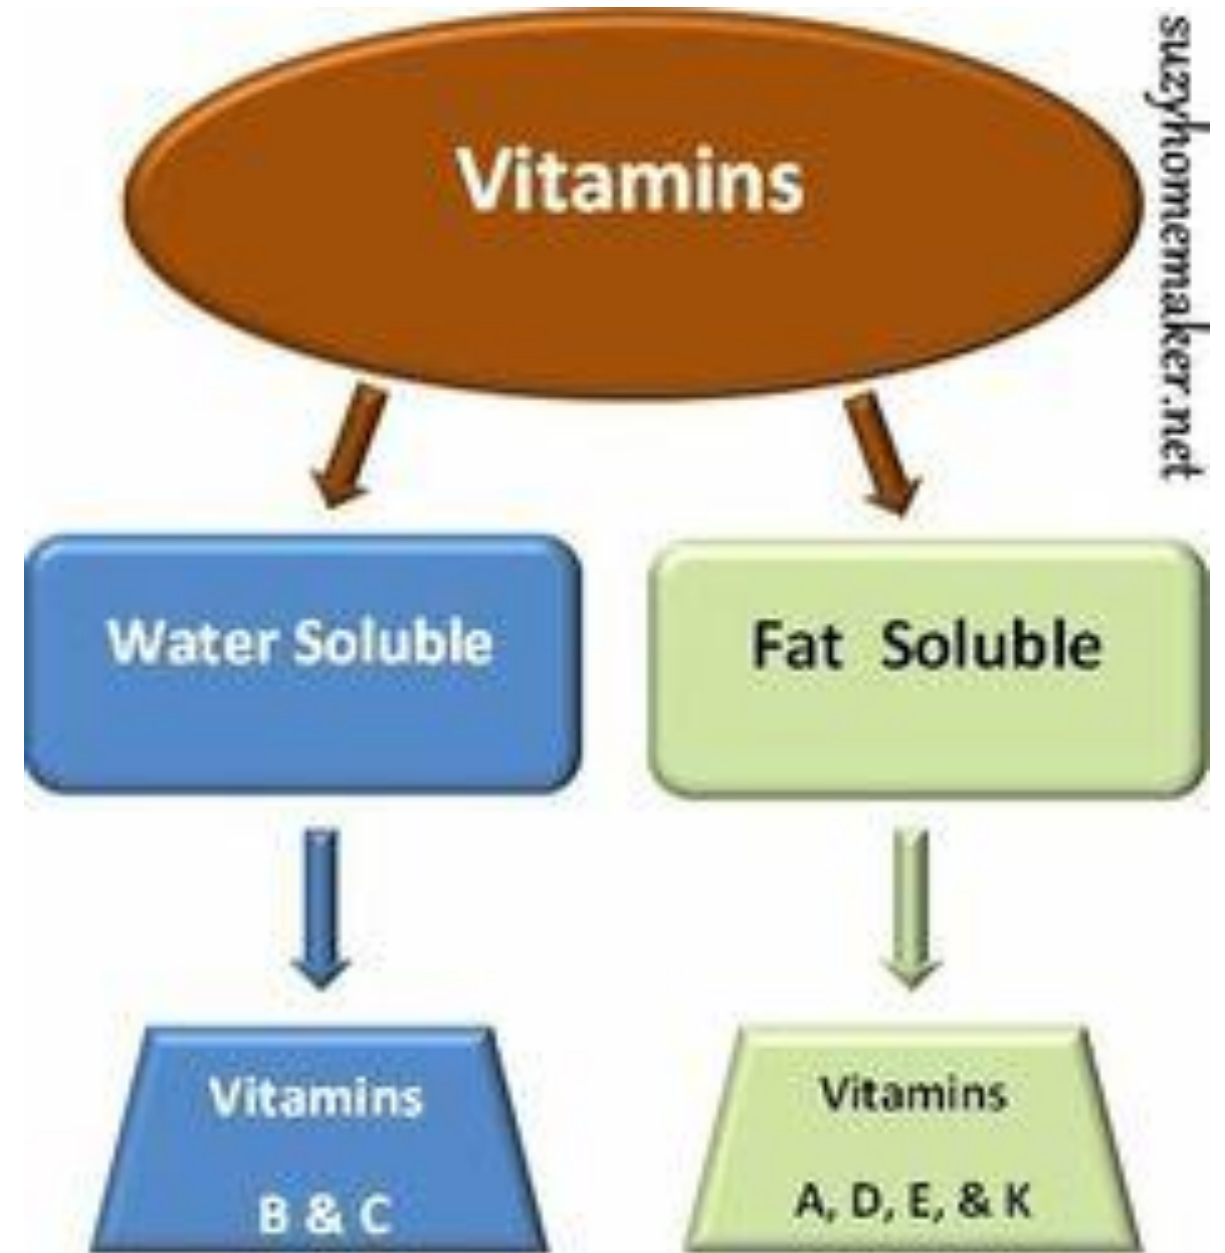 Vitamins
suzyhomemaker.net
Water Soluble
Fat Soluble
Vitamins
B & C
Vitamins
A, D, E, & K